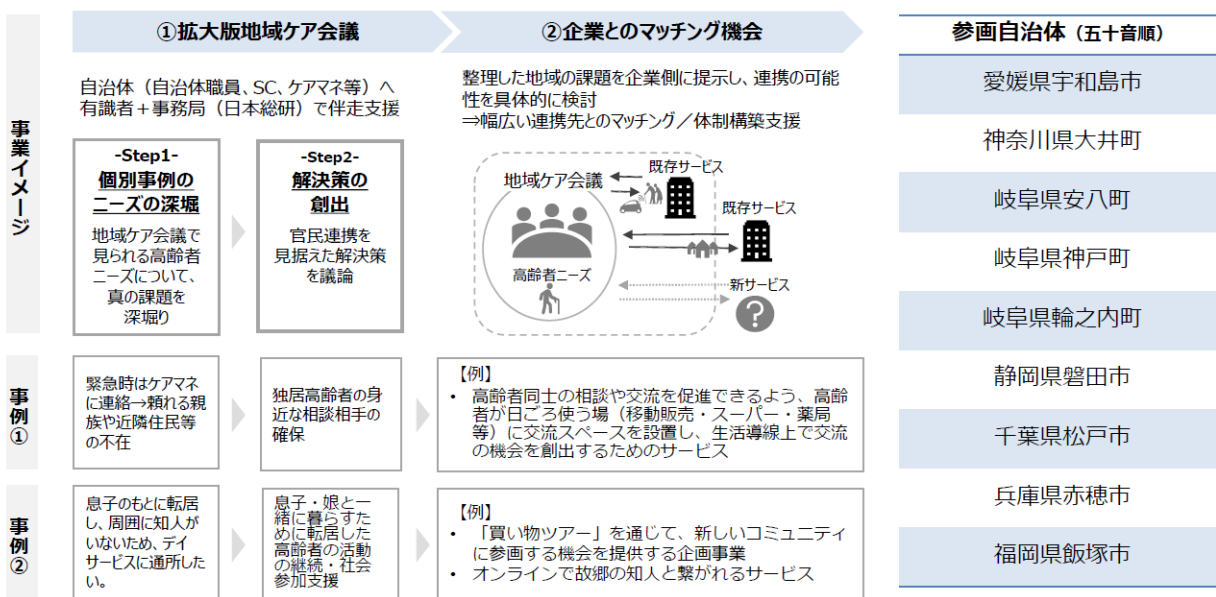 ①拡大版地域ケア会議
②企業とのマッチング機会
事業イメージ
自治体（自治体職員、SC、ケアマネ等）へ
有識者＋事務局（日本総研）で伴走支援
-Step1-
個別事例の
ニーズの深堀
地域ケア会議で
見られる高齢者
ニーズについて、
真の課題を
深堀り
-Step2-
解決策の
創出
官民連携を
見据えた解決策
を議論
整理した地域の課題を企業側に提示し、連携の可能
性を具体的に検討
⇒幅広い連携先とのマッチング／体制構築支援
地域ケア会議
高齢者ニーズ
既存サービス
既存サービス
新サービス
?
事例①
緊急時はケアマネ
に連絡→頼れる親
族や近隣住民等
の不在
独居高齢者の身
近な相談相手の
確保
【例】
• 高齢者同士の相談や交流を促進できるよう、高齢
者が日ごろ使う場（移動販売・スーパー・薬局
等）に交流スペースを設置し、生活導線上で交流
の機会を創出するためのサービス
事例②
息子のもとに転居
し、周囲に知人が
いないため、デイ
サービスに通所した
い。
息子・娘と一
緒に暮らすた
めに転居した
高齢者の活動
の継続・社会
参加支援
【例】
• 「買い物ツアー」を通じて、新しいコミュニティ
に参画する機会を提供する企画事業
• オンラインで故郷の知人と繋がれるサービス
参画自治体（五十音順）
愛媛県宇和島市
神奈川県大井町
岐阜県安八町
岐阜県神戸町
岐阜県輪之内町
静岡県磐田市
千葉県松戸市
兵庫県赤穂市
福岡県飯塚市